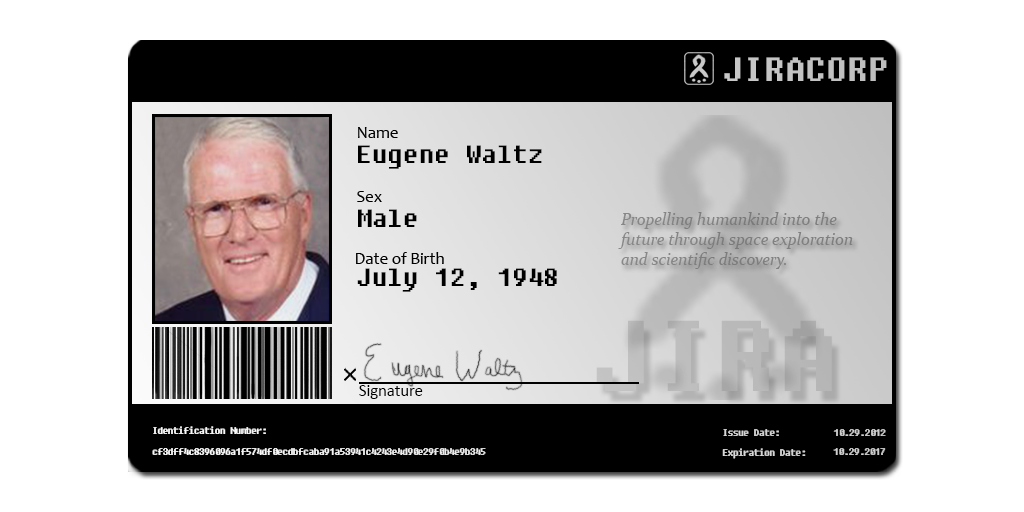 JIRACORP
Name
Eugene Waltz
Sex
Male
Date of Birth
July 12, 1948
Propelling humankind into the
future through space exploration
and scientific discovery.
JIRA
×
Eugene Waltz
Signature
Identification Number:
cf3dff4c8396096a1f574df0ecdbfcaba91a53941c4243e4d90e29f0b4e9b345
Issue Date: 10.29.2012
Expiration Date: 10.29.2017